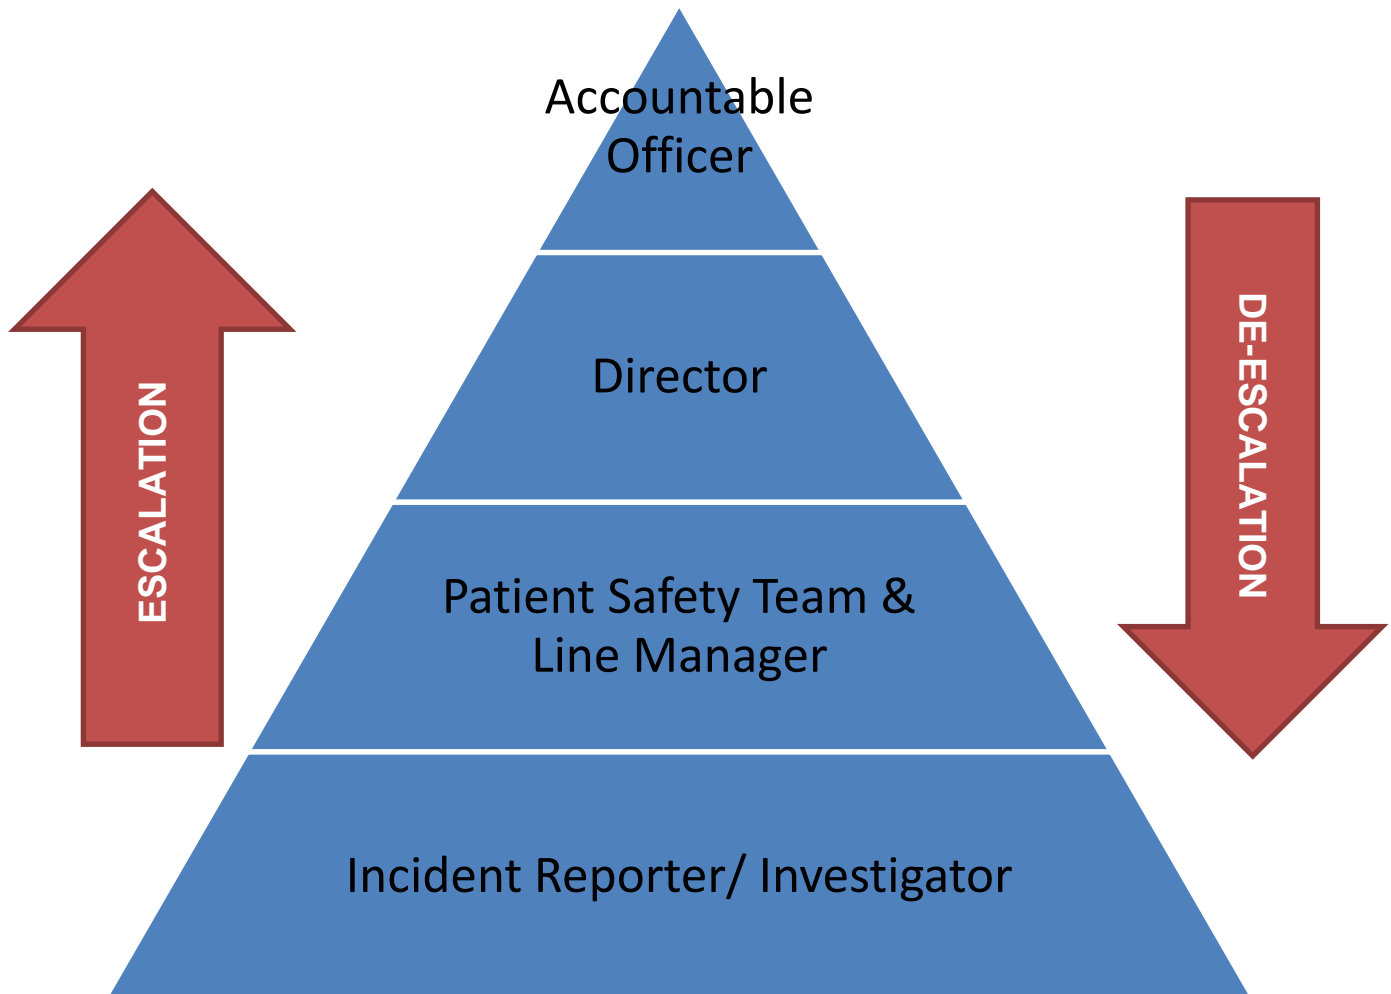 Accountable
Officer
Director
Patient Safety Team &
Line Manager
Incident Reporter/ Investigator
ESCALATION
DE-ESCALATION